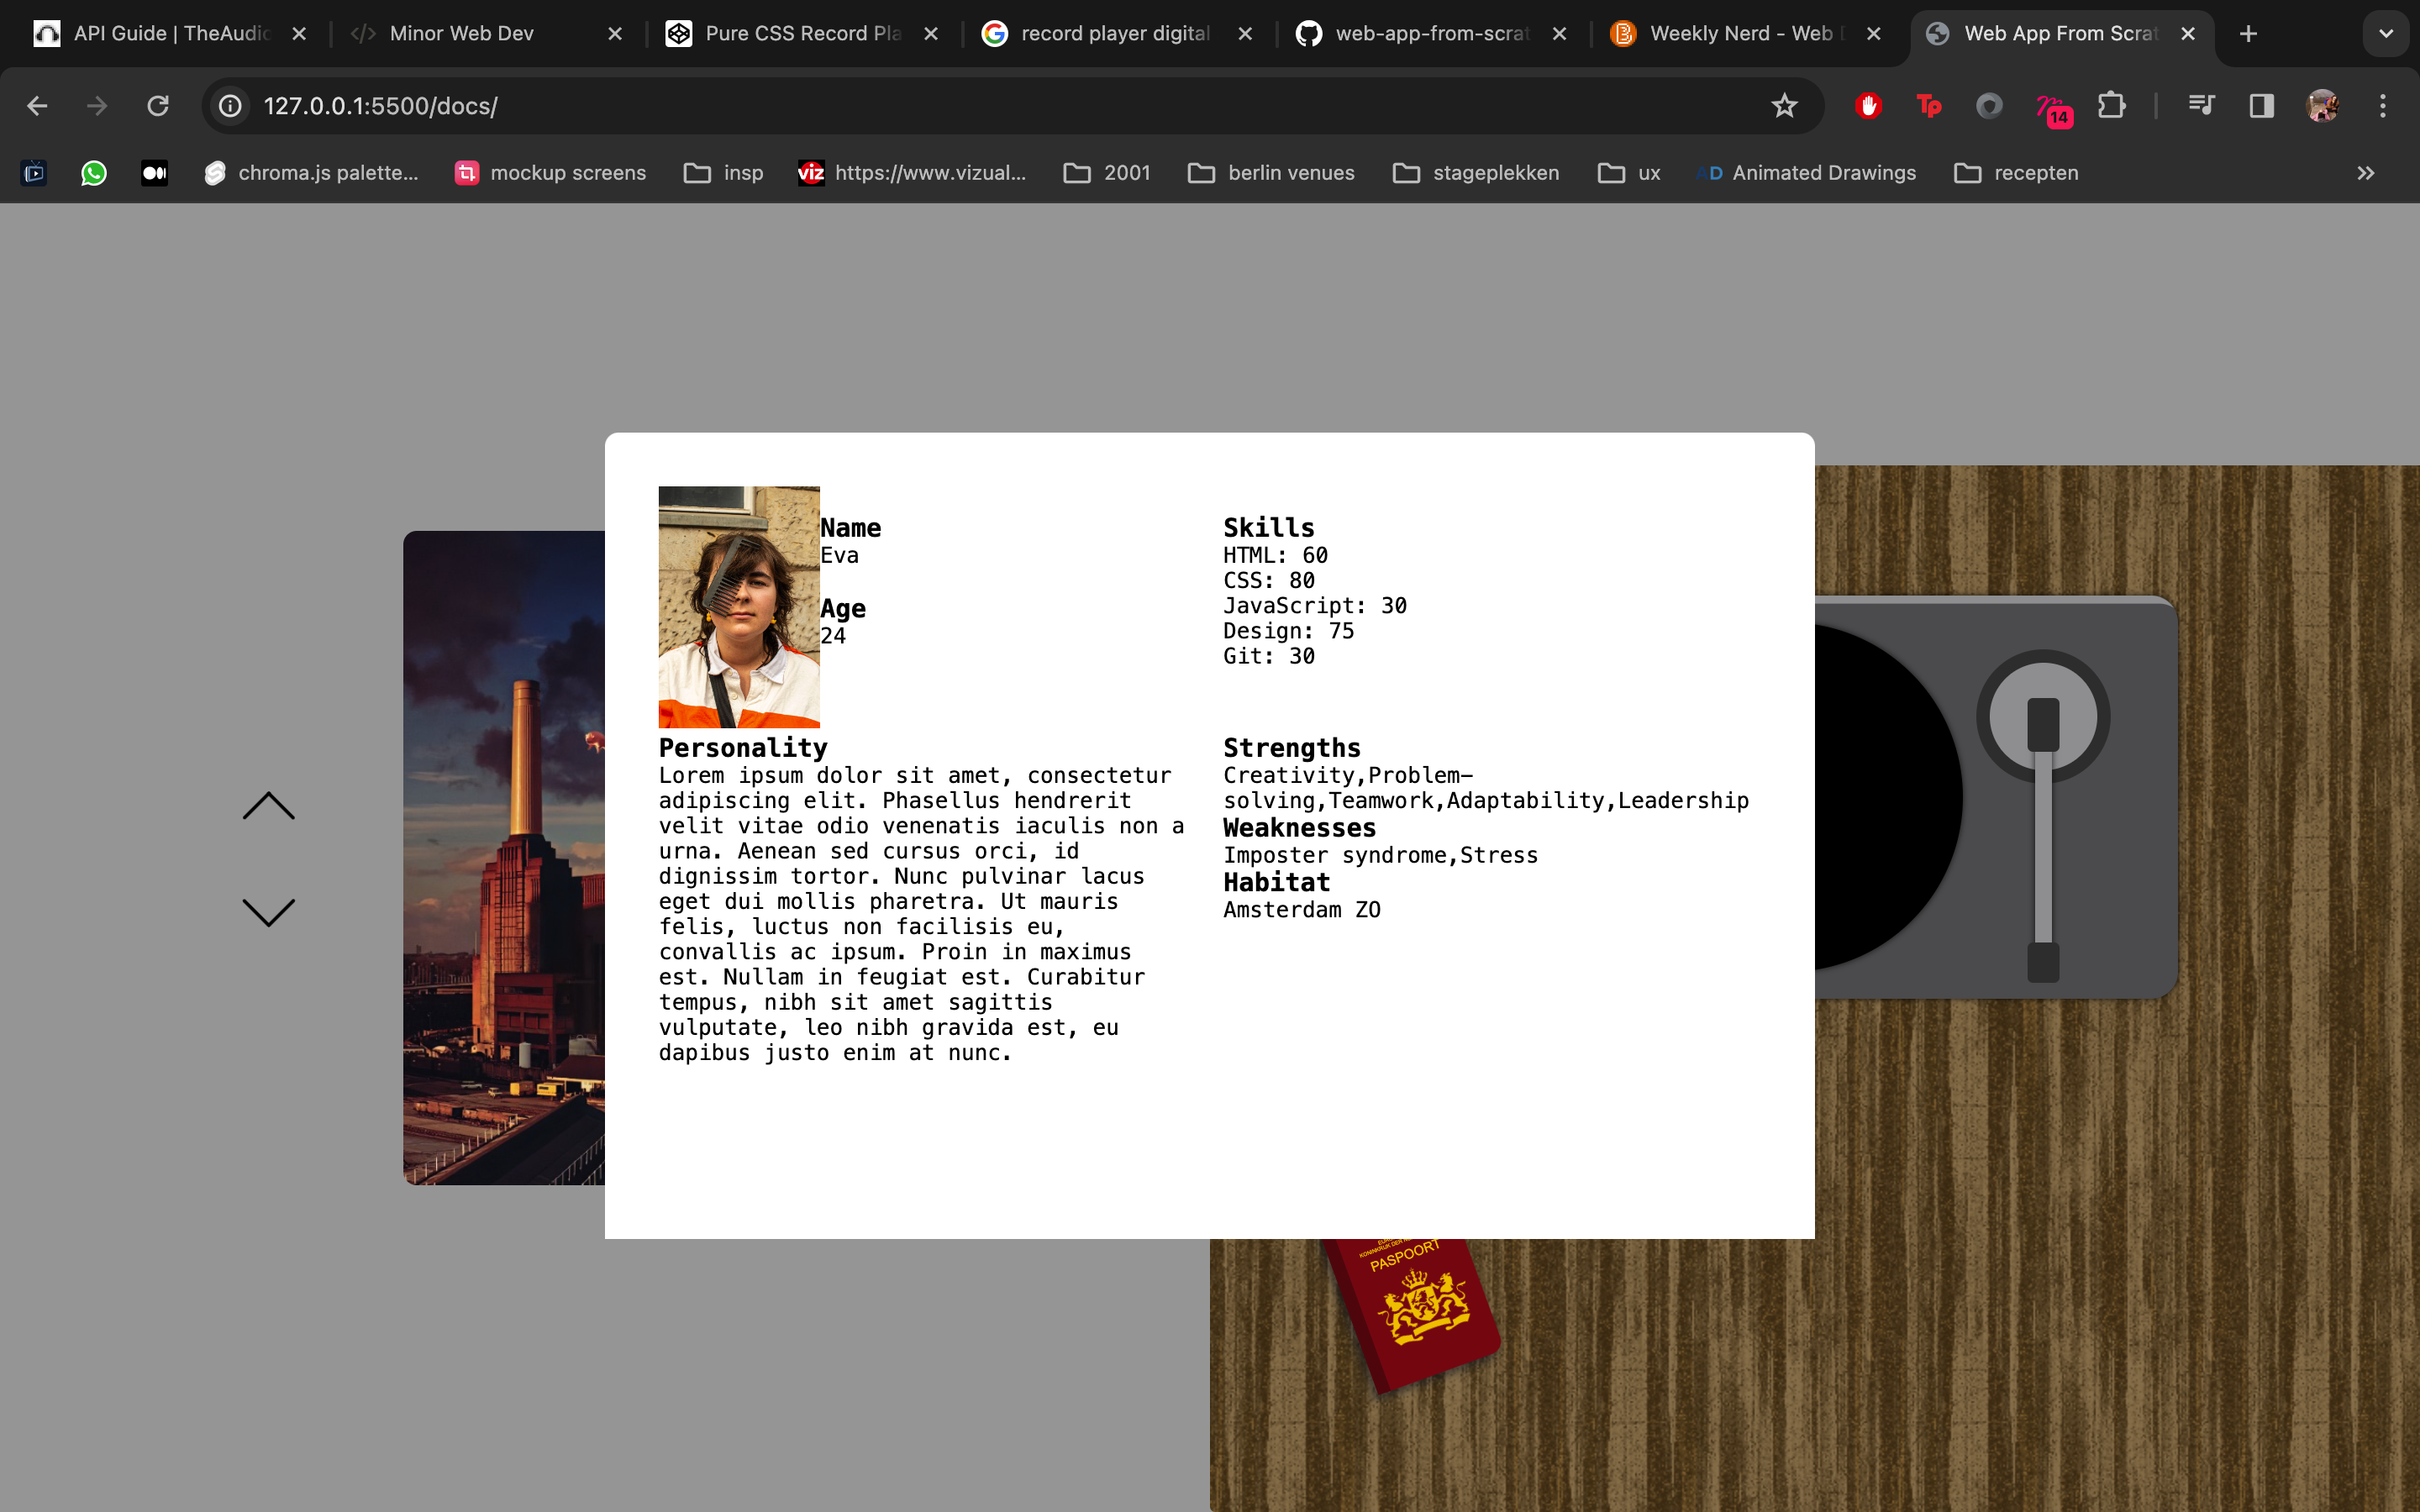 API Guide | TheAudio
Minor Web Dev
Pure CSS Record Pla
record player digital
web-app-from-scrat
Weekly Nerd - Web
Web App From Scrat
127.0.0.1:5500/docs/
Tp
14
chroma.js palette...
mockup screens
insp
viz
https://www.vizual...
2001
berlin venues
stageplekken
ux
AD
Animated Drawings
recepten
Name
Eva
Age
24
Skills
HTML: 60
CSS: 80
JavaScript: 30
Design: 75
Git: 30
Personality
Lorem ipsum dolor sit amet, consectetur
adipiscing elit. Phasellus hendrerit
velit vitae odio venenatis iaculis non a
urna. Aenean sed cursus orci, id
dignissim tortor. Nunc pulvinar lacus
eget dui mollis pharetra. Ut mauris
felis, luctus non facilisis eu,
convallis ac ipsum. Proin in maximus
est. Nullam in feugiat est. Curabitur
tempus, nibh sit amet sagittis
vulputate, leo nibh gravida est, eu
dapibus justo enim at nunc.
Strengths
Creativity,Problem-
solving,Teamwork,Adaptability,Leadership
Weaknesses
Imposter syndrome,Stress
Habitat
Amsterdam ZO
KONINKRIJK DER
PASPOORT